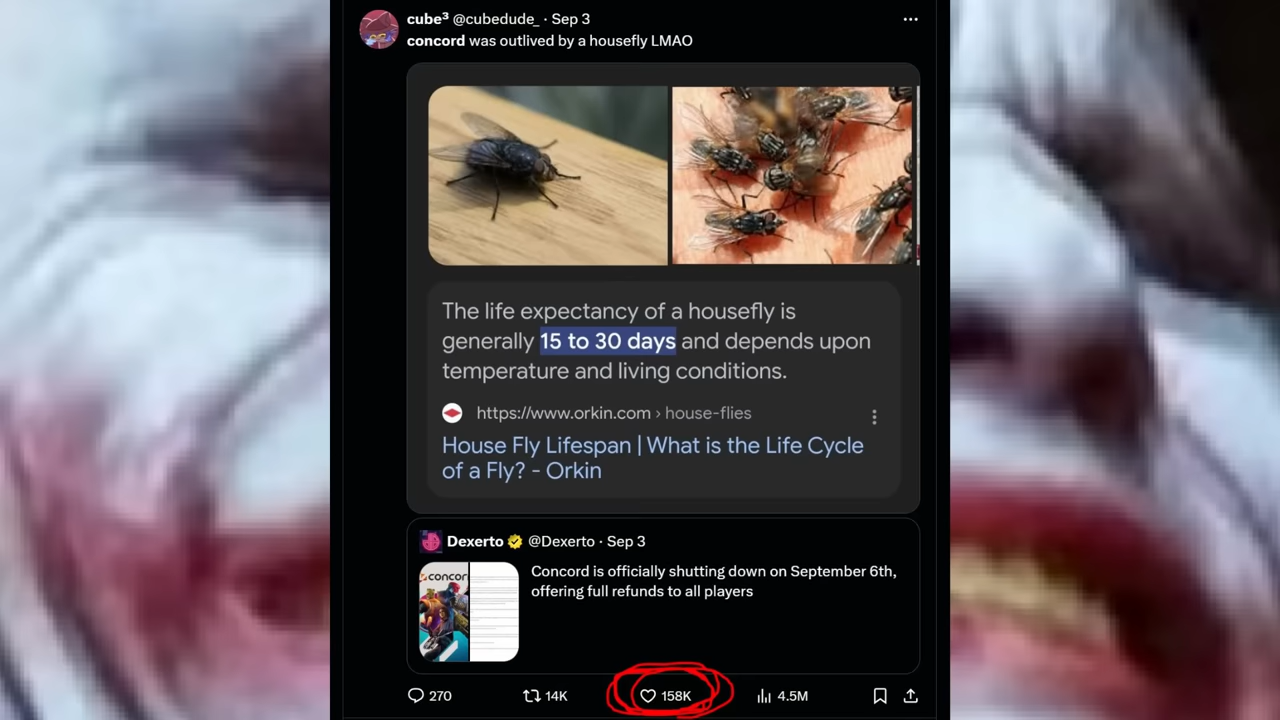 cube³ @cubedude_ · Sep 3
concord was outlived by a housefly LMAO
The life expectancy of a housefly is
generally 15 to 30 days and depends upon
temperature and living conditions.
https://www.orkin.com › house-flies
House Fly Lifespan | What is the Life Cycle
of a Fly? - Orkin
Dexerto @Dexerto · Sep 3
Concord is officially shutting down on September 6th,
offering full refunds to all players
270 14K 158K 4.5M